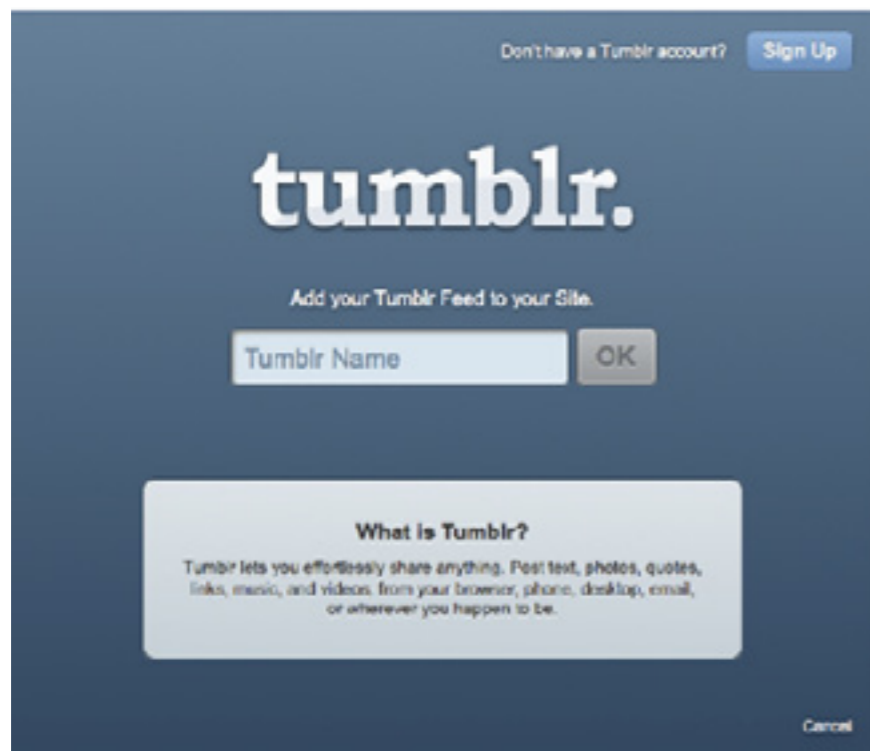 Don't have a Tumblr account? Sign Up
tumblr.
Add your Tumblr Feed to your Site.
Tumblr Name OK
What is Tumblr?
Tumblr lets you effortlessly share anything. Post text, photos, quotes,
links, music, and videos, from your browser, phone, desktop, email,
or wherever you happen to be.
Cancel